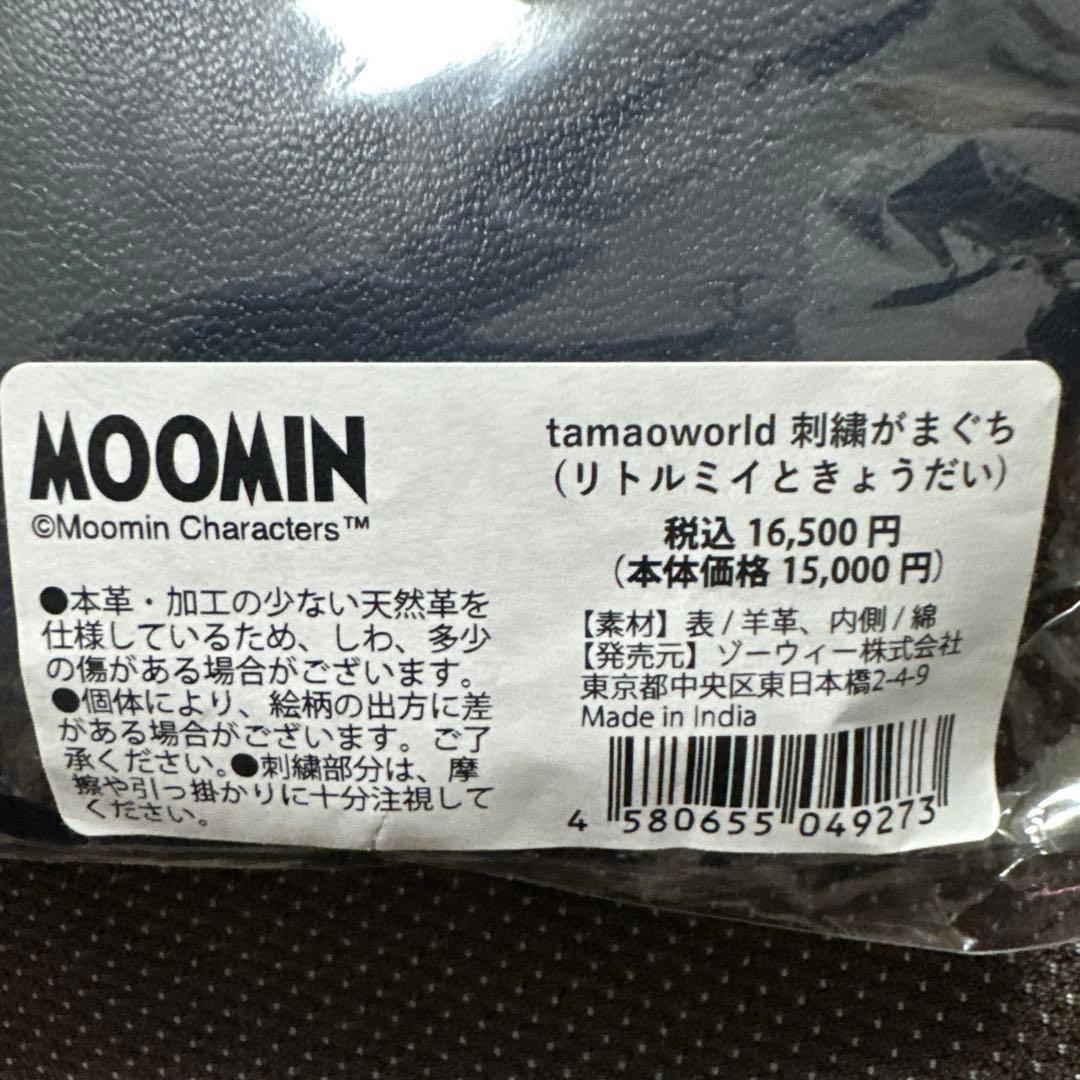 MOOMIN
©Moomin Characters™
●本革・加工の少ない天然革を
仕様しているため、しわ、多少
の傷がある場合がございます。
●個体により、絵柄の出方に差
がある場合がございます。ご了
承ください。●刺繍部分は、摩
擦や引っ掛かりに十分注視して
ください。
tamaoworld 刺繍がまぐち
（リトルミイときょうだい）
税込 16,500 円
（本体価格 15,000 円）
【素材】表 / 羊革、内側 / 綿
【発売元】ゾーウィー株式会社
東京都中央区東日本橋2-4-9
Made in India
4 580655 049273